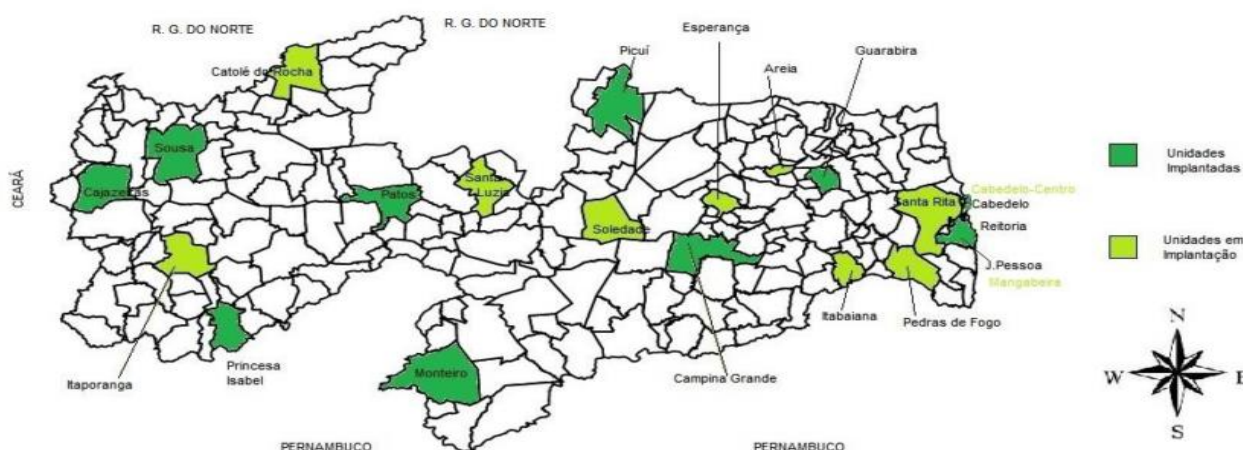 R. G. DO NORTE
R. G. DO NORTE
Esperança
Picuí
Guarabira
Areia
Catolé de Rocha
Sousa
Unidades
Implantadas
CEARÁ
Cajazeiras
Patos
Santa
Luzia
Cabedelo-Centro
Santa Rita
Cabedelo
Soledade
Reitoria
Unidades em
Implantação
J.Pessoa
Mangabeira
Itabaiana
Pedras de Fogo
N
Princesa
Isabel
Itaporanga
Monteiro
Campina Grande
W
E
S
PERNAMBUCO
PERNAMBUCO